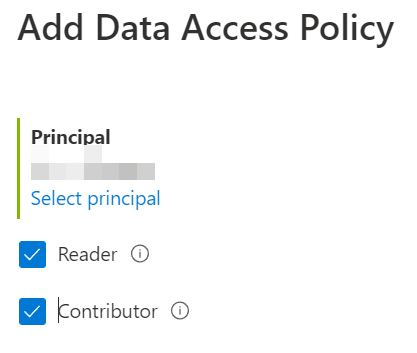 Add Data Access Policy
Principal
Select principal
Reader
Contributor